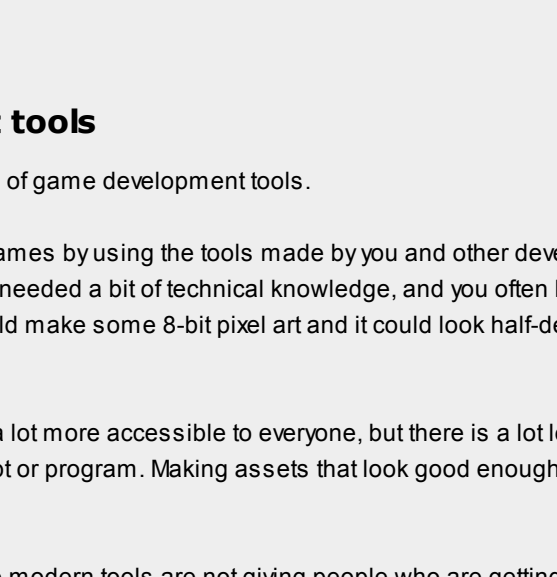 tools
of game development tools.
ames by using the tools made by you and other deve
needed a bit of technical knowledge, and you often
ld make some 8-bit pixel art and it could look half-de
a lot more accessible to everyone, but there is a lot l
ot or program. Making assets that look good enough
modern tools are not giving people who are getting